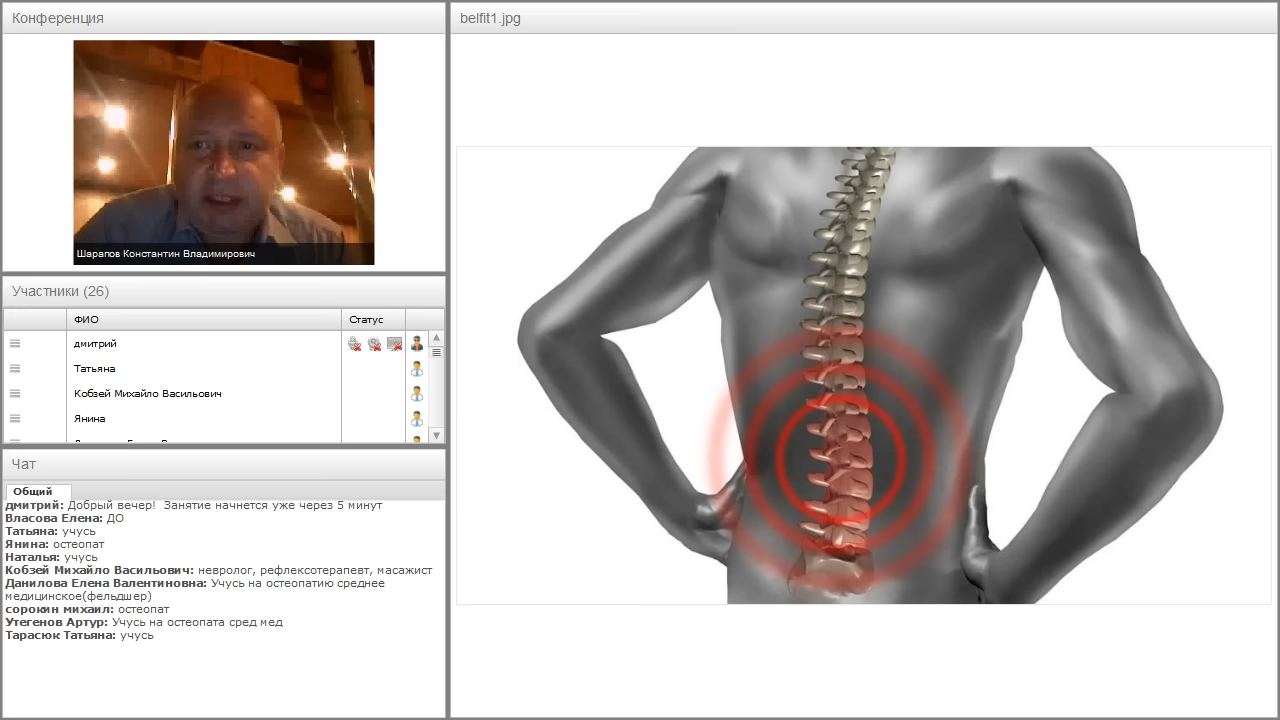 Конференция
Шарапов Константин Владимирович
Участники (26)
ФИО
Статус
дмитрий
Татьяна
Кобзей Михайло Васильович
Янина
Чат
Общий
дмитрий: Добрый вечер!  Занятие начнется уже через 5 минут
Власова Елена: ДО
Татьяна: учусь
Янина: остеопат
Наталья: учусь
Кобзей Михайло Васильович: невролог, рефлексотерапевт, масажист
Данилова Елена Валентиновна: Учусь на остеопатию среднее
медицинское(фельдшер)
сорокин михаил: остеопат
Утегенов Артур: Учусь на остеопата сред мед
Тарасюк Татьяна: учусь
belfit1.jpg